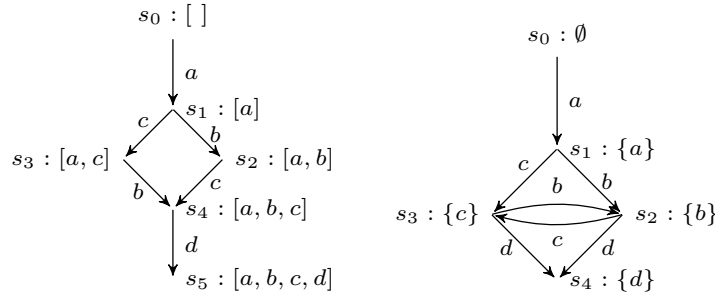 s₀ : [ ]
a
c
s₁ : [a]
b
s₃ : [a, c]
s₂ : [a, b]
b
c
s₄ : [a, b, c]
d
s₅ : [a, b, c, d]
s₀ : ∅
a
s₁ : {a}
c
b
b
s₃ : {c}
s₂ : {b}
c
d
d
s₄ : {d}